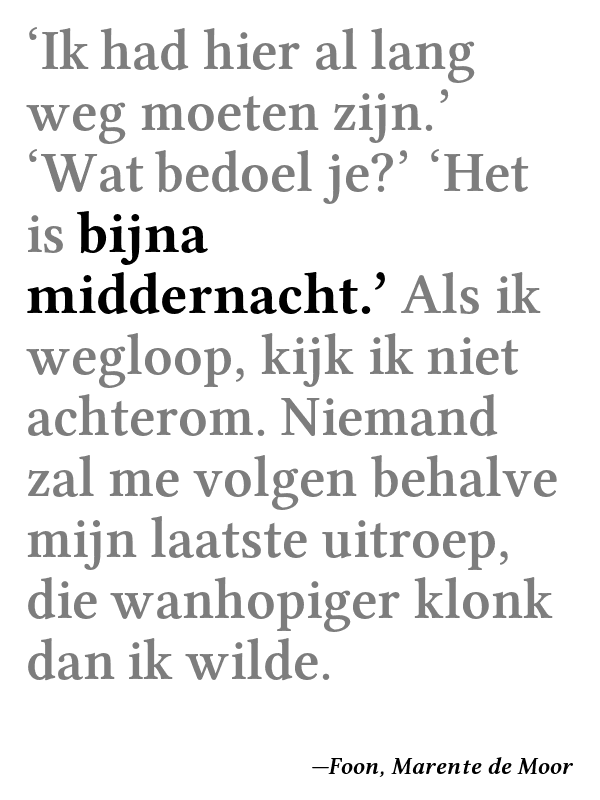 ‘Ik had hier al lang
weg moeten zijn.’
‘Wat bedoel je?’ ‘Het
is bijna
middernacht.’ Als ik
wegloop, kijk ik niet
achterom. Niemand
zal me volgen behalve
mijn laatste uitroep,
die wanhopiger klonk
dan ik wilde.
—Foon, Marente de Moor